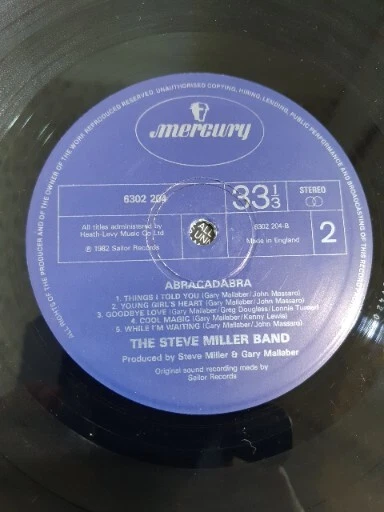 ALL RIGHTS OF THE PRODUCER AND OF THE OWNER OF THE WORK REPRODUCED RESERVED UNAUTHORISED COPYING, HIRING, LENDING, PUBLIC PERFORMANCE AND BROADCASTING OF THIS RECORD
mercury
6302 204
33 1/3
STEREO
All titles administered by
Heath-Levy Music Co Ltd
℗ 1982 Sailor Records
6302 204 B
Made in England
2
ABRACADABRA
1. THINGS I TOLD YOU (Gary Mallaber/John Massaro)
2. YOUNG GIRL'S HEART (Gary Mallaber/John Massaro)
3. GOODBEYE LOVE (Gary Mallaber/Greg Douglass/Lonnie Turner)
4. COOL MAGIC (Gary Mallaber/Kenny Lewis)
5. WHILE I'M WAITING (Gary Mallaber/John Massaro)
THE STEVE MILLER BAND
Produced by Steve Miller & Gary Mallaber
Original sound recording made by
Sailor Records